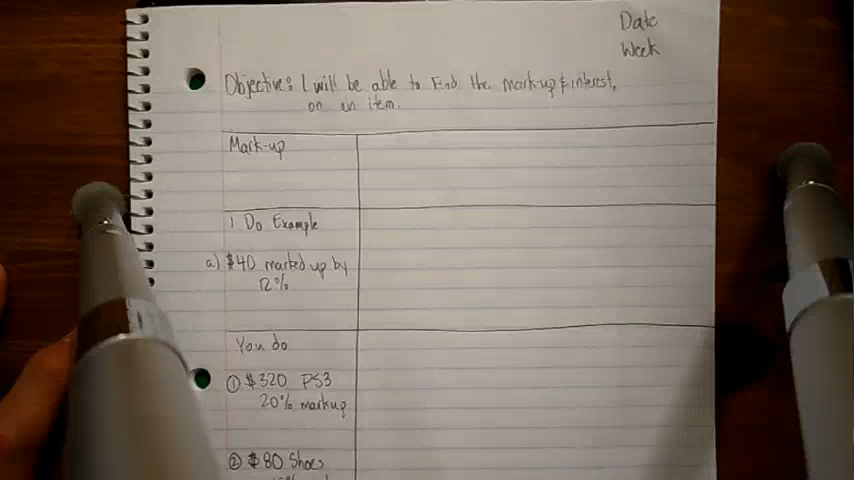 Date
Week
Objective: I will be able to find the markup & interest,
on an item.
Mark-up
I Do Example
a) $40 marked up by
12%
You do
① $320 PS3
20% markup
② $80 Shoes